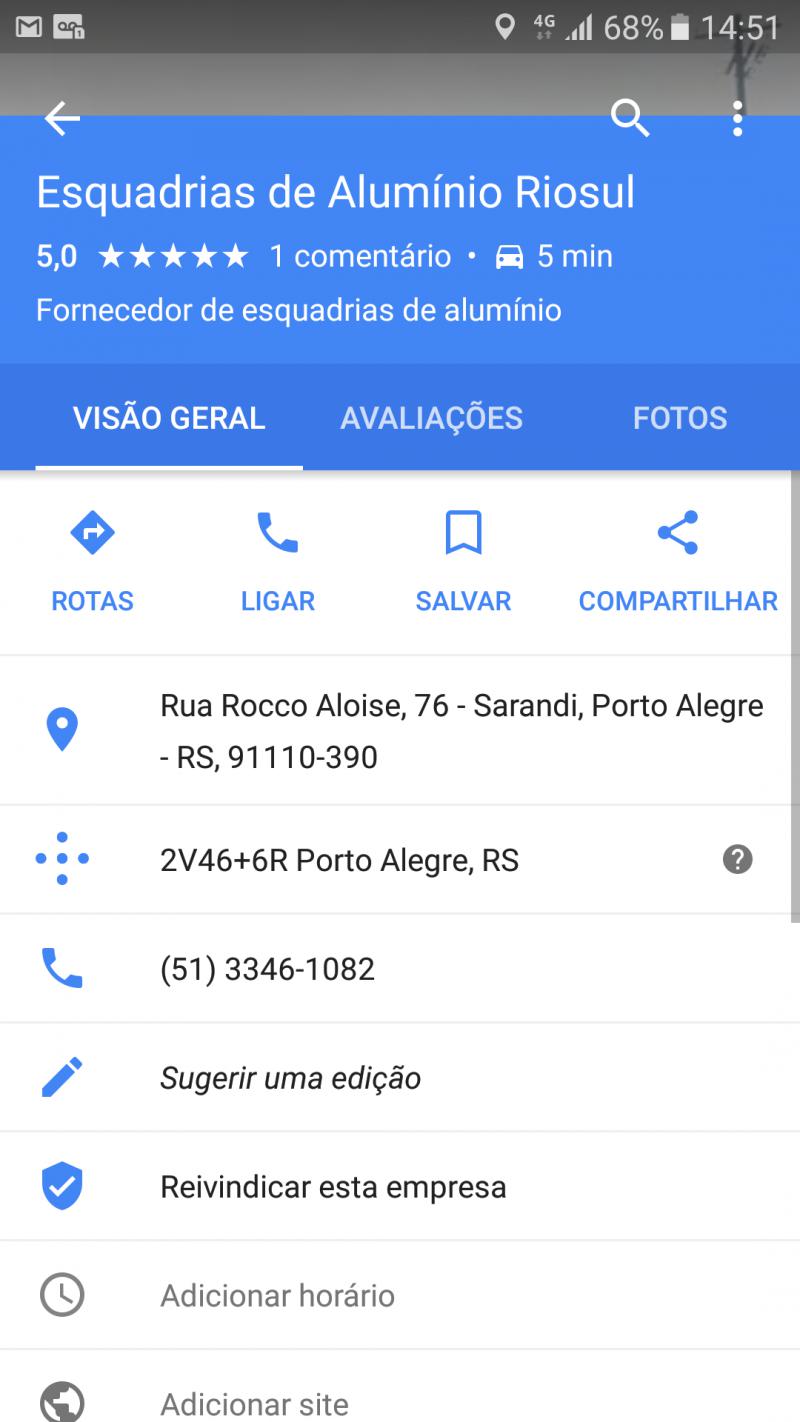 4G 68% 14:51
Esquadrias de Alumínio Riosul
5,0 ★★★★★ 1 comentário • 5 min
Fornecedor de esquadrias de alumínio
VISÃO GERAL AVALIAÇÕES FOTOS
ROTAS LIGAR SALVAR COMPARTILHAR
Rua Rocco Aloise, 76 - Sarandi, Porto Alegre
- RS, 91110-390
2V46+6R Porto Alegre, RS
(51) 3346-1082
Sugerir uma edição
Reivindicar esta empresa
Adicionar horário
Adicionar site